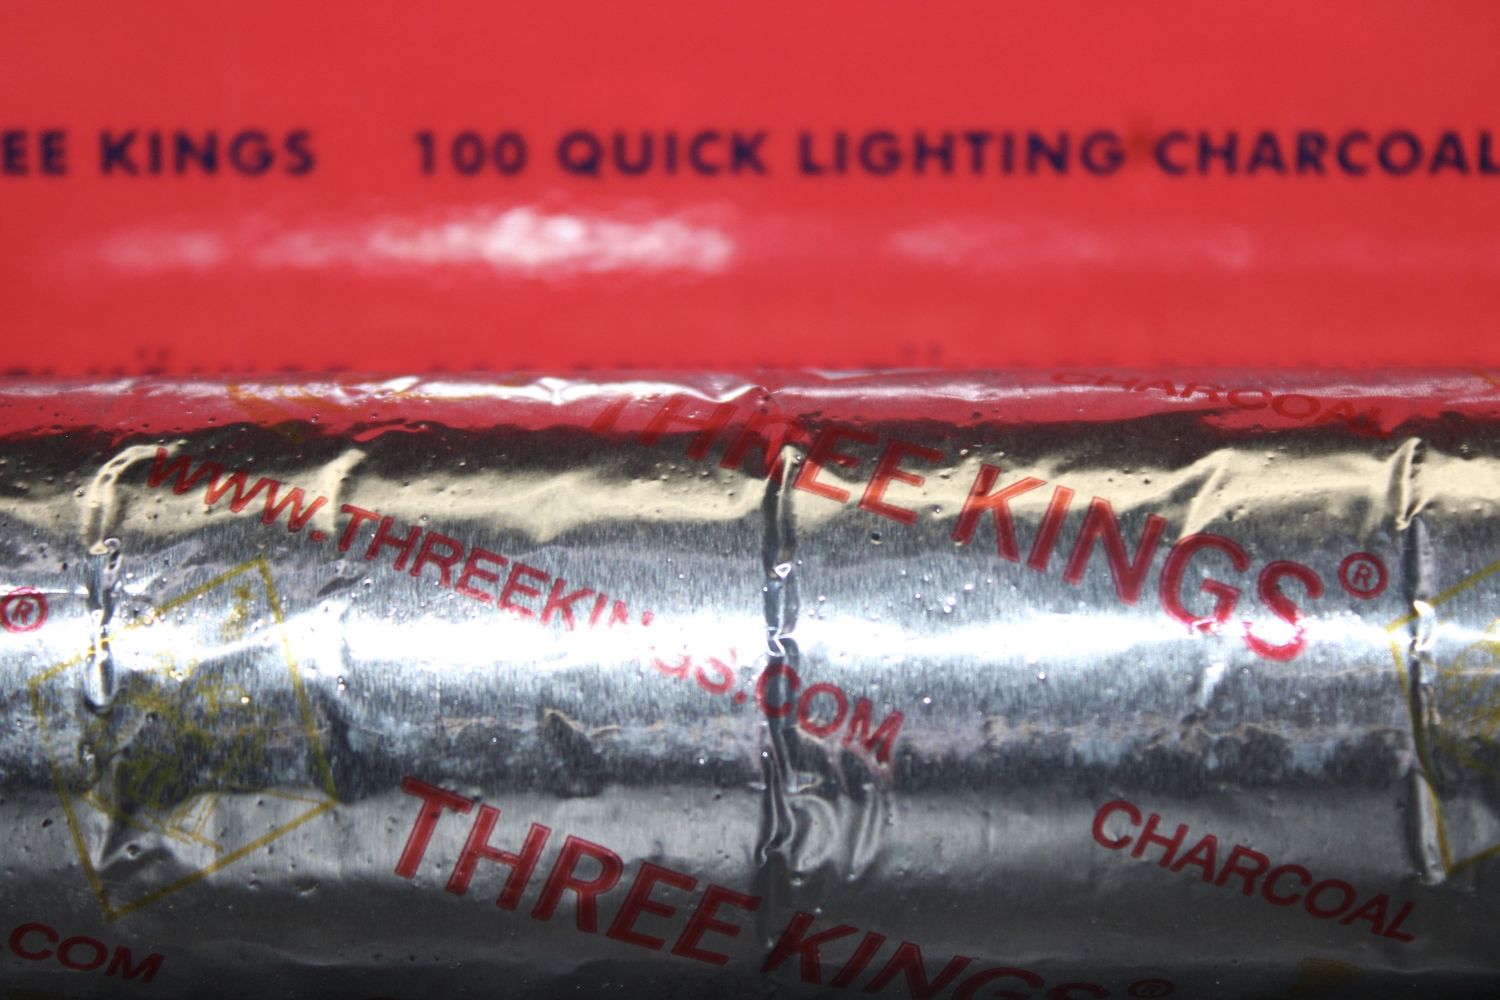 EE KINGS 100 QUICK LIGHTING CHARCOAL
CHARCOAL
THREE KINGS®
WWW.THREEKINGS.COM
®
THREE KINGS®
CHARCOAL
.COM